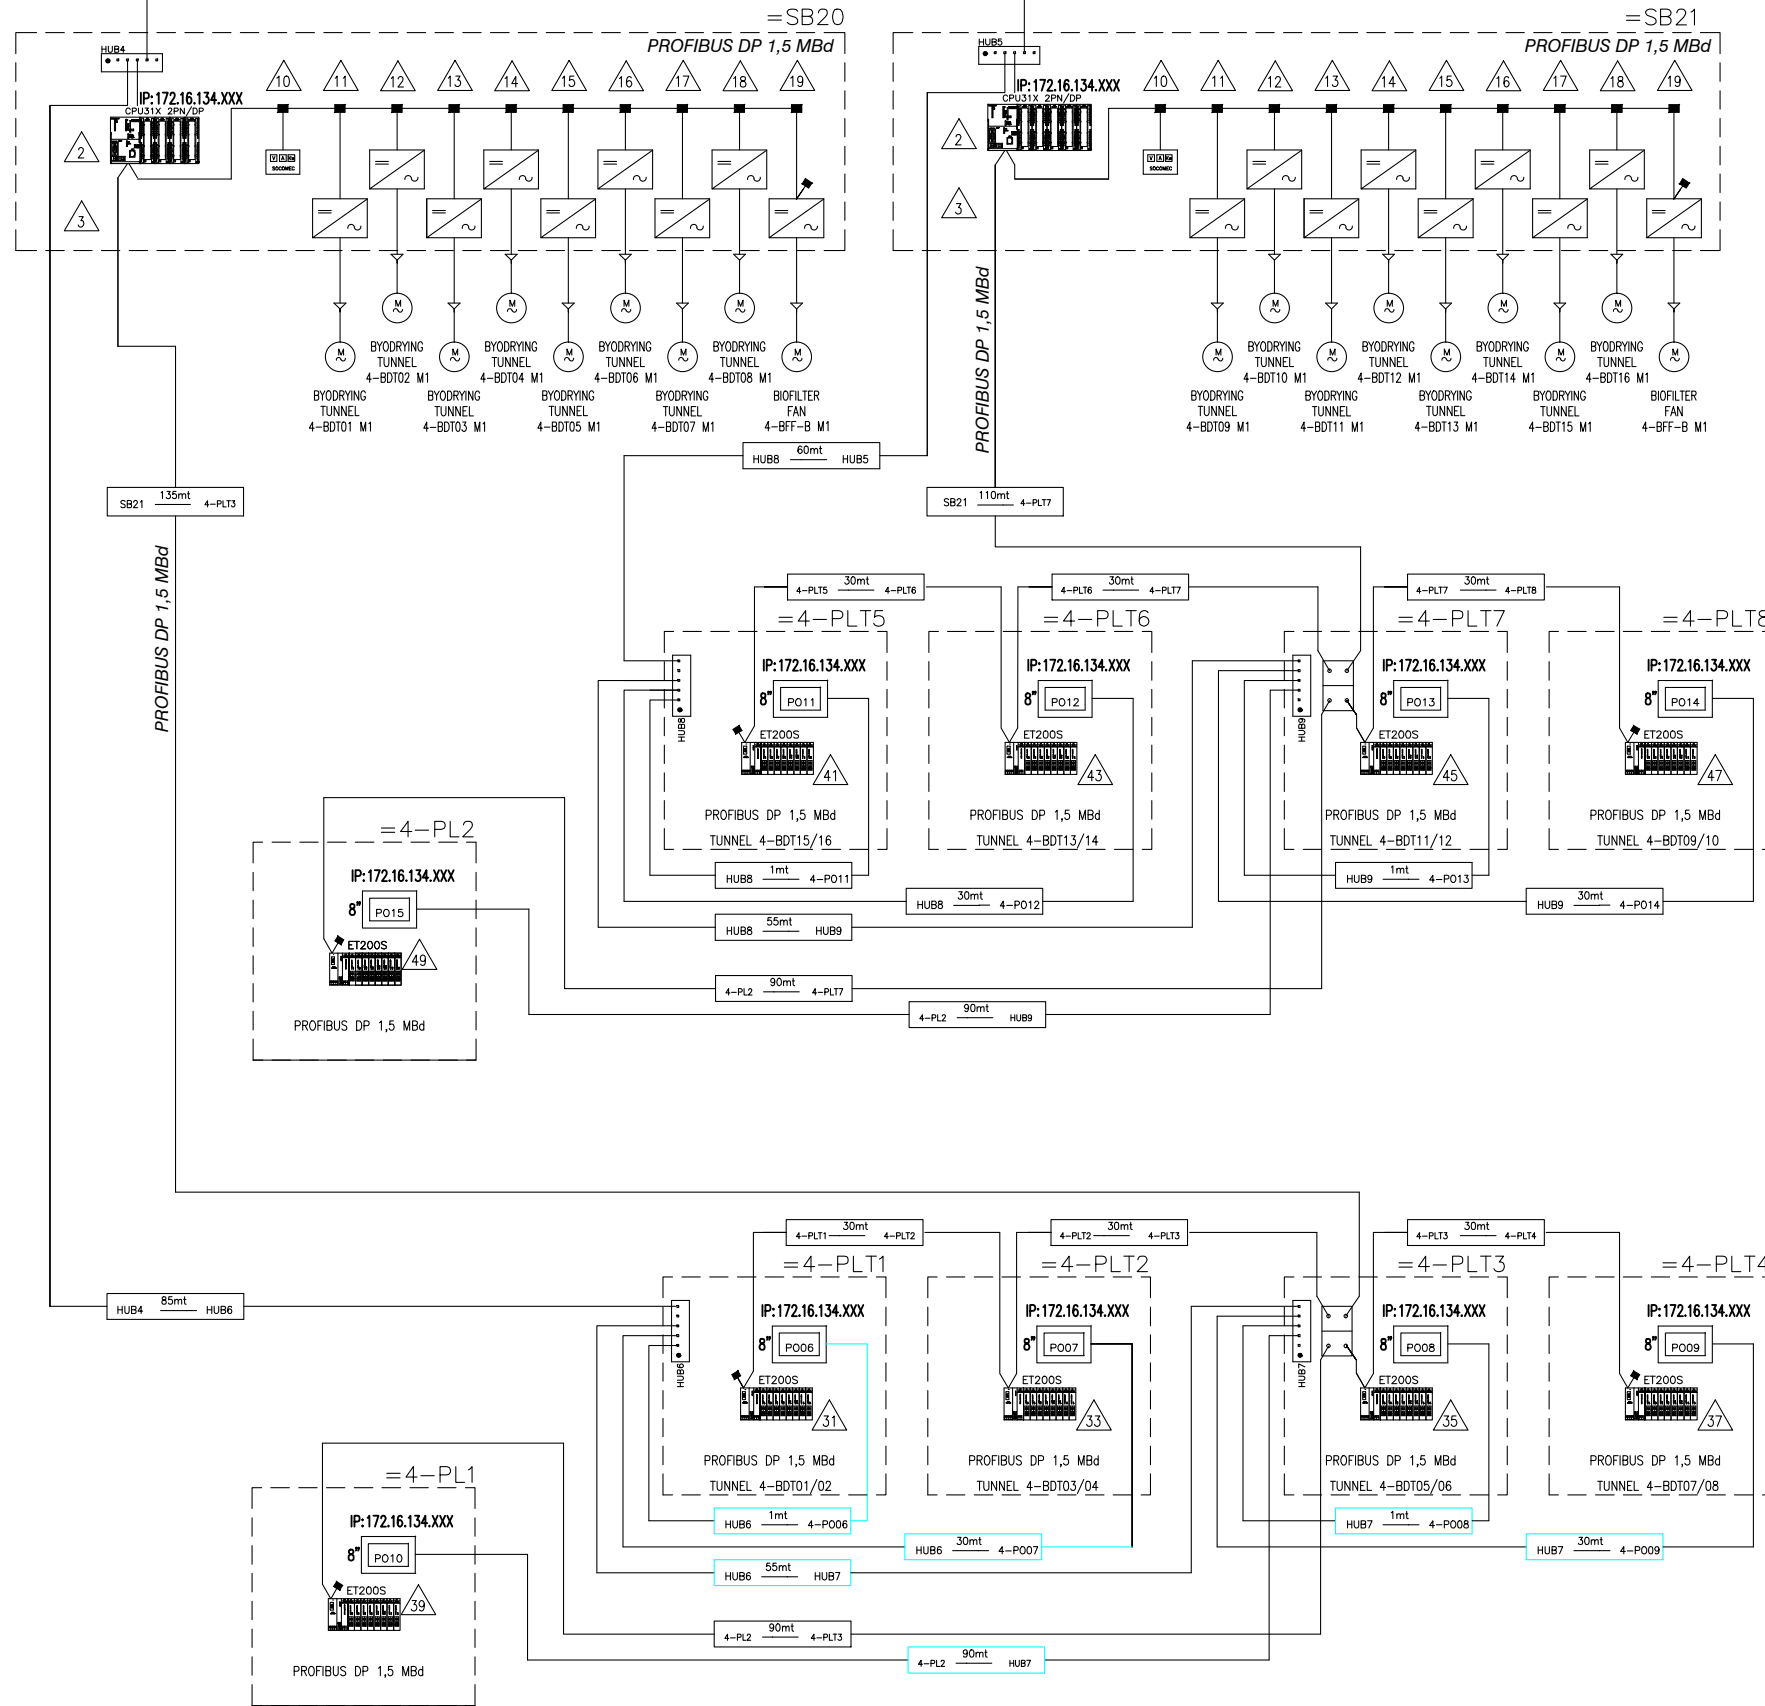 =SB20
PROFIBUS DP 1,5 MBd
HUB4
10
11
12
13
14
15
16
17
18
19
IP:172.16.134.XXX
CPU31X 2PN/DP
2
3
V A Kw
SOCOMEC
BYODRYING
TUNNEL
4-BDT01 M1
BYODRYING
TUNNEL
4-BDT02 M1
BYODRYING
TUNNEL
4-BDT03 M1
BYODRYING
TUNNEL
4-BDT04 M1
BYODRYING
TUNNEL
4-BDT05 M1
BYODRYING
TUNNEL
4-BDT06 M1
BYODRYING
TUNNEL
4-BDT07 M1
BYODRYING
TUNNEL
4-BDT08 M1
BIOFILTER
FAN
4-BFF-B M1
M
M
M
M
M
M
M
M
M
=SB21
PROFIBUS DP 1,5 MBd
HUB5
10
11
12
13
14
15
16
17
18
19
IP:172.16.134.XXX
CPU31X 2PN/DP
2
3
V A Kw
SOCOMEC
M
M
M
M
M
M
M
M
M
BYODRYING
TUNNEL
4-BDT09 M1
BYODRYING
TUNNEL
4-BDT10 M1
BYODRYING
TUNNEL
4-BDT11 M1
BYODRYING
TUNNEL
4-BDT12 M1
BYODRYING
TUNNEL
4-BDT13 M1
BYODRYING
TUNNEL
4-BDT14 M1
BYODRYING
TUNNEL
4-BDT15 M1
BYODRYING
TUNNEL
4-BDT16 M1
BIOFILTER
FAN
4-BFF-B M1
PROFIBUS DP 1,5 MBd
HUB8 60mt HUB5
SB21 135mt 4-PLT3
SB21 110mt 4-PLT7
PROFIBUS DP 1,5 MBd
4-PLT5 30mt 4-PLT6
4-PLT6 30mt 4-PLT7
4-PLT7 30mt 4-PLT8
=4-PLT5
IP:172.16.134.XXX
8" PO11
HUB8
ET200S
41
PROFIBUS DP 1,5 MBd
TUNNEL 4-BDT15/16
=4-PLT6
IP:172.16.134.XXX
8" PO12
ET200S
43
PROFIBUS DP 1,5 MBd
TUNNEL 4-BDT13/14
=4-PLT7
IP:172.16.134.XXX
8" PO13
HUB9
ET200S
45
PROFIBUS DP 1,5 MBd
TUNNEL 4-BDT11/12
=4-PLT8
IP:172.16.134.XXX
8" PO14
ET200S
47
PROFIBUS DP 1,5 MBd
TUNNEL 4-BDT09/10
HUB8 1mt 4-PO11
HUB8 30mt 4-PO12
HUB8 55mt HUB9
HUB9 1mt 4-PO13
HUB9 30mt 4-PO14
=4-PL2
IP:172.16.134.XXX
8" PO15
ET200S
49
PROFIBUS DP 1,5 MBd
4-PL2 90mt 4-PLT7
4-PL2 90mt HUB9
4-PLT1 30mt 4-PLT2
4-PLT2 30mt 4-PLT3
4-PLT3 30mt 4-PLT4
HUB4 85mt HUB6
=4-PLT1
IP:172.16.134.XXX
8" PO06
HUB6
ET200S
31
PROFIBUS DP 1,5 MBd
TUNNEL 4-BDT01/02
=4-PLT2
IP:172.16.134.XXX
8" PO07
ET200S
33
PROFIBUS DP 1,5 MBd
TUNNEL 4-BDT03/04
=4-PLT3
IP:172.16.134.XXX
8" PO08
HUB7
ET200S
35
PROFIBUS DP 1,5 MBd
TUNNEL 4-BDT05/06
=4-PLT4
IP:172.16.134.XXX
8" PO09
ET200S
37
PROFIBUS DP 1,5 MBd
TUNNEL 4-BDT07/08
HUB6 1mt 4-PO06
HUB6 30mt 4-PO07
HUB6 55mt HUB7
HUB7 1mt 4-PO08
HUB7 30mt 4-PO09
=4-PL1
IP:172.16.134.XXX
8" PO10
ET200S
39
PROFIBUS DP 1,5 MBd
4-PL2 90mt 4-PLT3
4-PL2 90mt HUB7